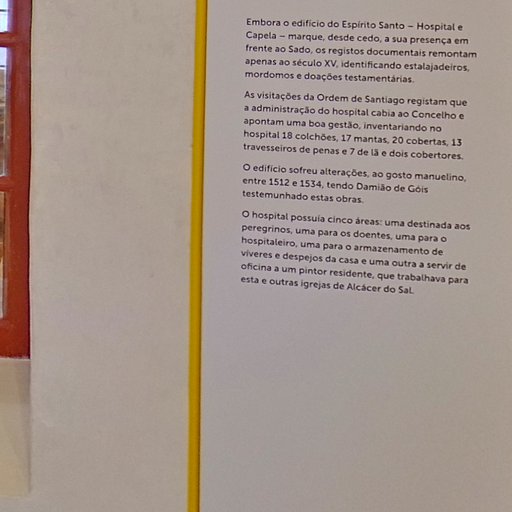 Embora o edifício do Espírito Santo – Hospital e
Capela – marque, desde cedo, a sua presença em
frente ao Sado, os registos documentais remontam
apenas ao século XV, identificando estalajadeiros,
mordomos e doações testamentárias.
As visitações da Ordem de Santiago registam que
a administração do hospital cabia ao Concelho e
apontam uma boa gestão, inventariando no
hospital 18 colchões, 17 mantas, 20 cobertas, 13
travesseiros de penas e 7 de lã e dois cobertores.
O edifício sofreu alterações, ao gosto manuelino,
entre 1512 e 1534, tendo Damião de Góis
testemunhado estas obras.
O hospital possuía cinco áreas: uma destinada aos
peregrinos, uma para os doentes, uma para o
hospitaleiro, uma para o armazenamento de
víveres e despejos da casa e uma outra a servir de
oficina a um pintor residente, que trabalhava para
esta e outras igrejas de Alcácer do Sal.